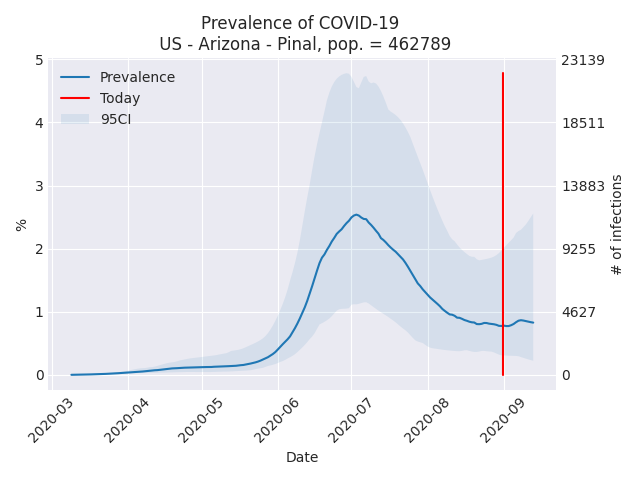 Prevalence of COVID-19
US - Arizona - Pinal, pop. = 462789
Prevalence
Today
95CI
5
4
3
2
1
0
%
23139
18511
13883
9255
4627
0
# of infections
2020-03
2020-04
2020-05
2020-06
2020-07
2020-08
2020-09
Date